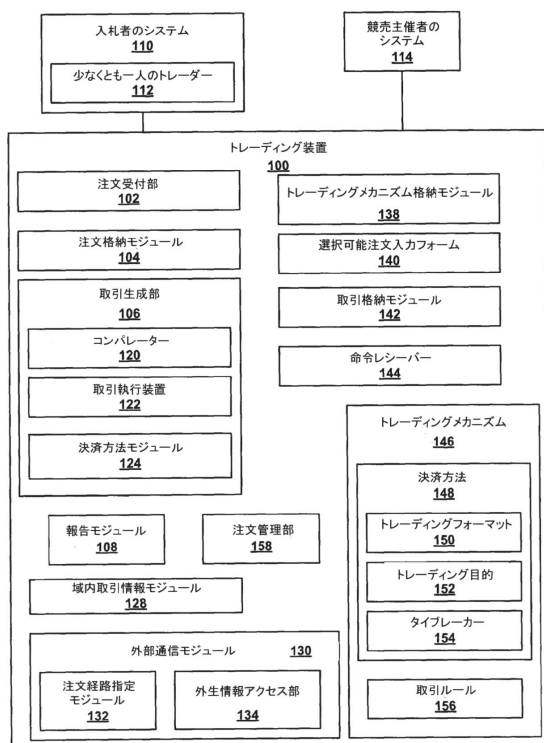 入札者のシステム
110
少なくとも一人のトレーダー
112
競売主催者の
システム
114
トレーディング装置
100
注文受付部
102
注文格納モジュール
104
取引生成部
106
コンパレーター
120
取引執行装置
122
決済方法モジュール
124
報告モジュール
108
注文管理部
158
域内取引情報モジュール
128
外部通信モジュール 130
注文経路指定
モジュール
132
外生情報アクセス部
134
トレーディングメカニズム格納モジュール
138
選択可能注文入力フォーム
140
取引格納モジュール
142
命令レシーバー
144
トレーディングメカニズム
146
決済方法
148
トレーディングフォーマット
150
トレーディング目的
152
タイブレーカー
154
取引ルール
156